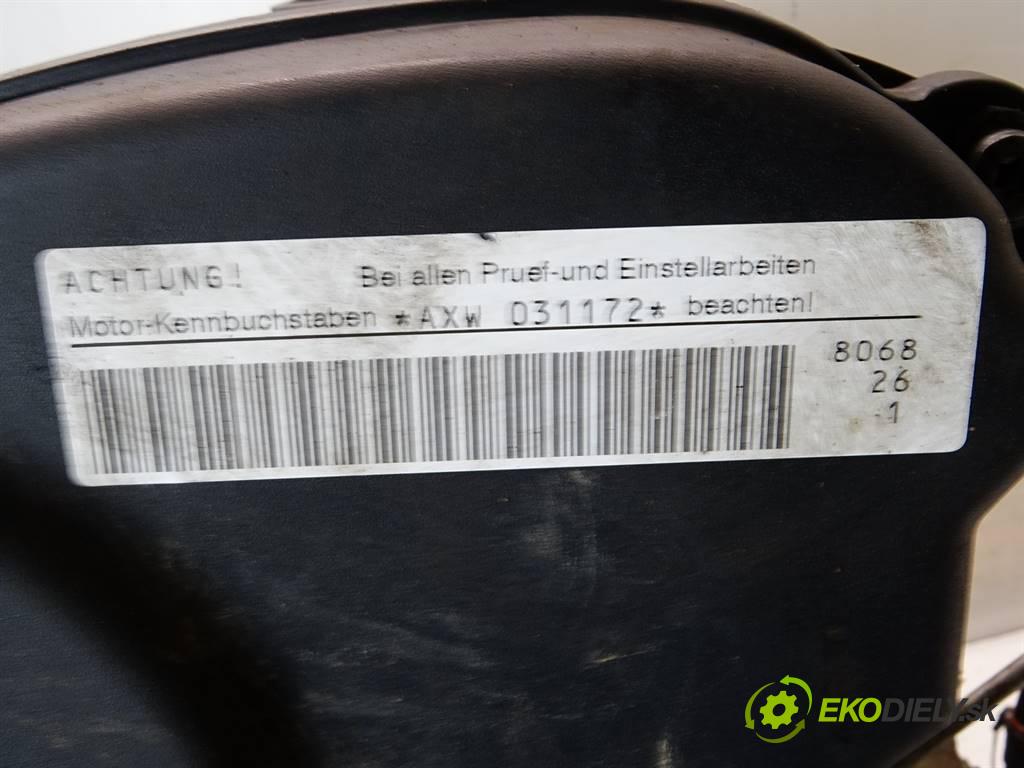 ACHTUNG! Bei allen Pruef-und Einstellarbeiten
Motor-Kennbuchstaben *AXW 031172* beachten!
8068
26
1
EKODIELY.sk